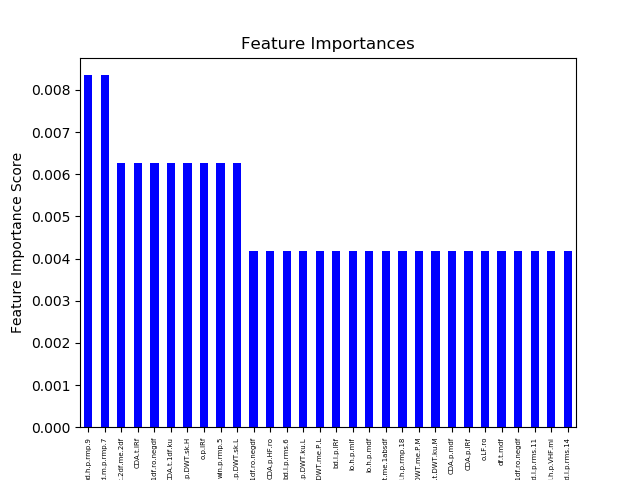 Feature Importances
Feature Importance Score
0.008
0.007
0.006
0.005
0.004
0.003
0.002
0.001
0.000
d.h.p.rmp.9
d.m.p.rmp.7
:.2df.me:2df
CDA.t.IRf
1df.ro.negdf
CDA.t.1df.ku
.p.DWT.sk.H
o.p.IRf
wih.p.rmp.5
.p.DWT.sk.L
1df.ro.negdf
CDA.p.HF.ro
bd.l.p.rms.6
.p.DWT.ku.L
DWT.me.P.L
bd.l.p.IRf
lo.h.p.mif
lo.h.p.mdf
t.me.1absdf
.h.p.rmp.18
DWT.me.P.M
.t.DWT.ku.M
CDA.p.mdf
CDA.p.IRf
o.LF.ro
df.t.mdf
1df.ro.negdf
d.l.p.rms.11
.h.p.VHF.ml
d.l.p.rms.14